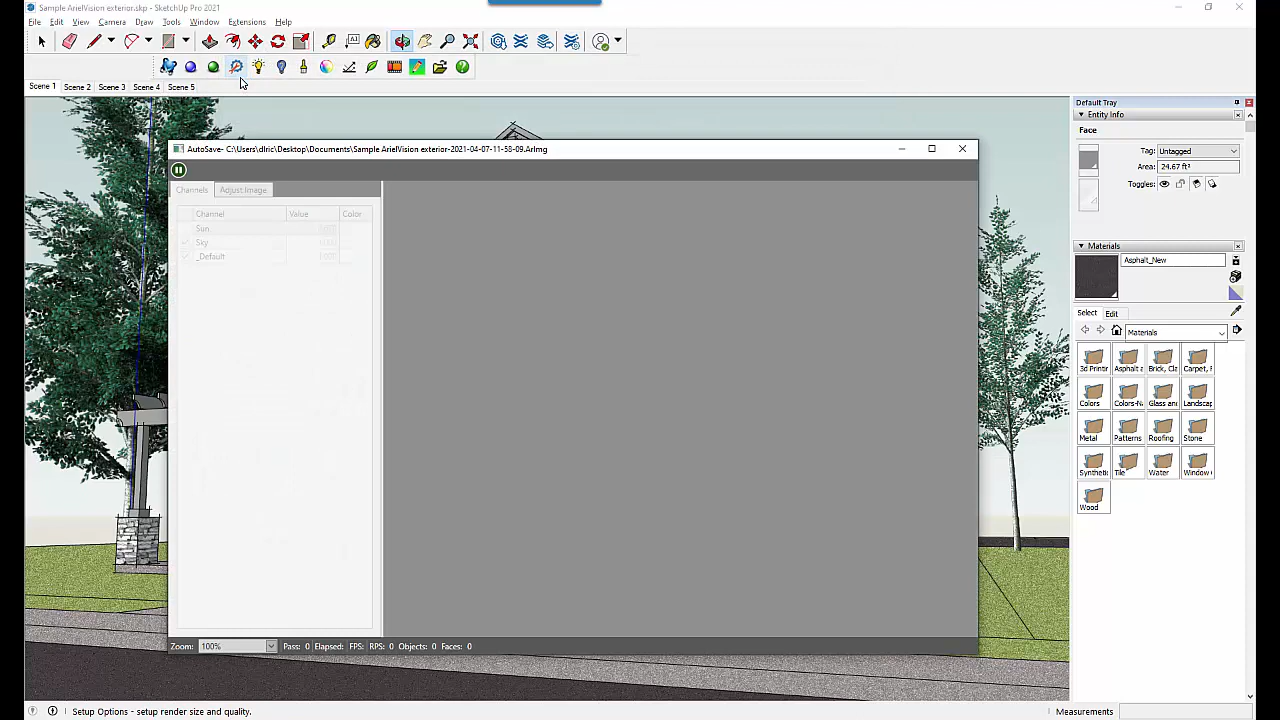 Sample ArielVision exterior.skp - SketchUp Pro 2021
File Edit View Camera Draw Tools Window Extensions Help
Scene 1 Scene 2 Scene 3 Scene 4 Scene 5
Default Tray
Entity Info
Face
Tag: Untagged
Area: 24.67 ft²
Toggles:
Materials
Asphalt_New
Select Edit
Materials
3d Printir Asphalt a Brick, Cla Carpet, F
Colors Colors-Na Glass and Landscap
Metal Patterns Roofing Stone
Synthetic Tile Water Window C
Wood
AutoSave- C:\Users\dlric\Desktop\Documents\Sample ArielVision exterior-2021-04-07-11-58-09.ArImg
Channels Adjust Image
Channel Value Color
Sun
Sky
_Default
Zoom: 100% Pass: 0 Elapsed: FPS: RPS: 0 Objects: 0 Faces: 0
Setup Options - setup render size and quality.
Measurements